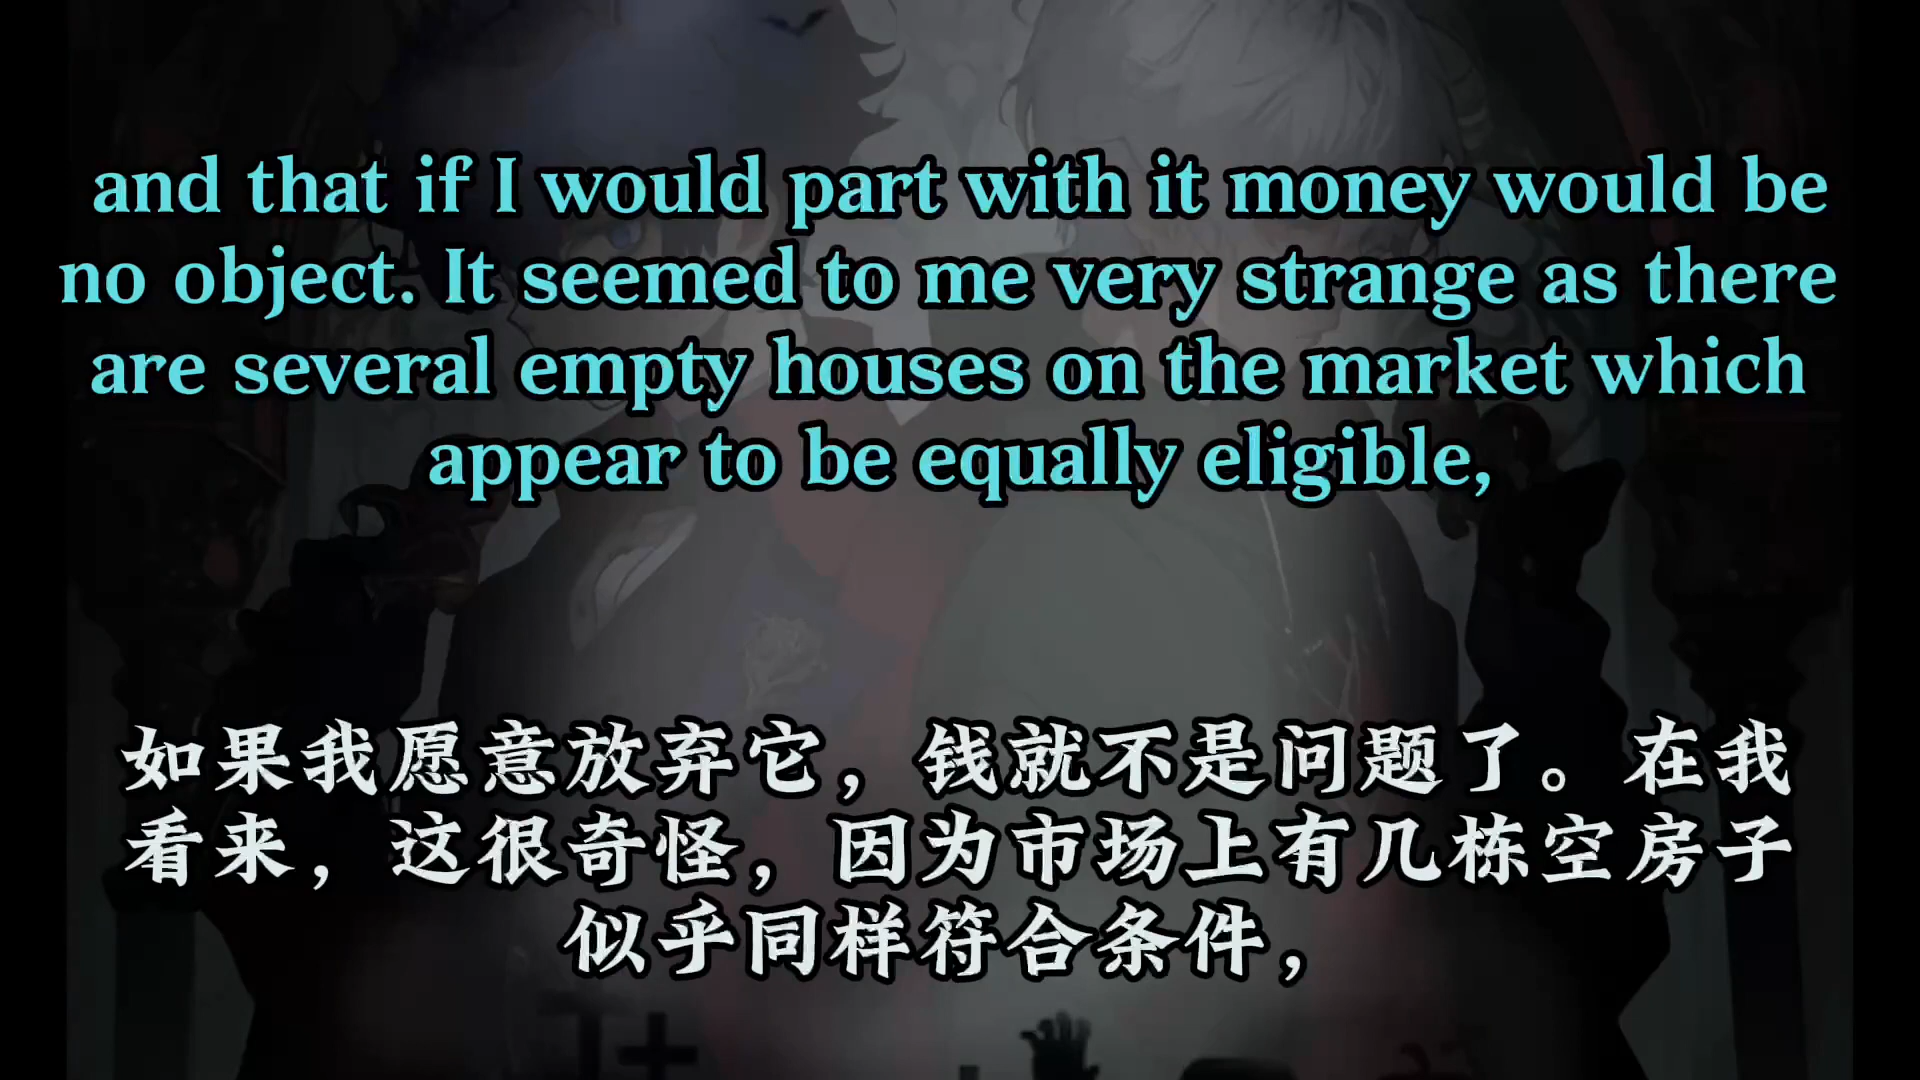 and that if I would part with it money would be
no object. It seemed to me very strange as there
are several empty houses on the market which
appear to be equally eligible,
如果我愿意放弃它，钱就不是问题了。在我
看来，这很奇怪，因为市场上有几栋空房子
似乎同样符合条件，